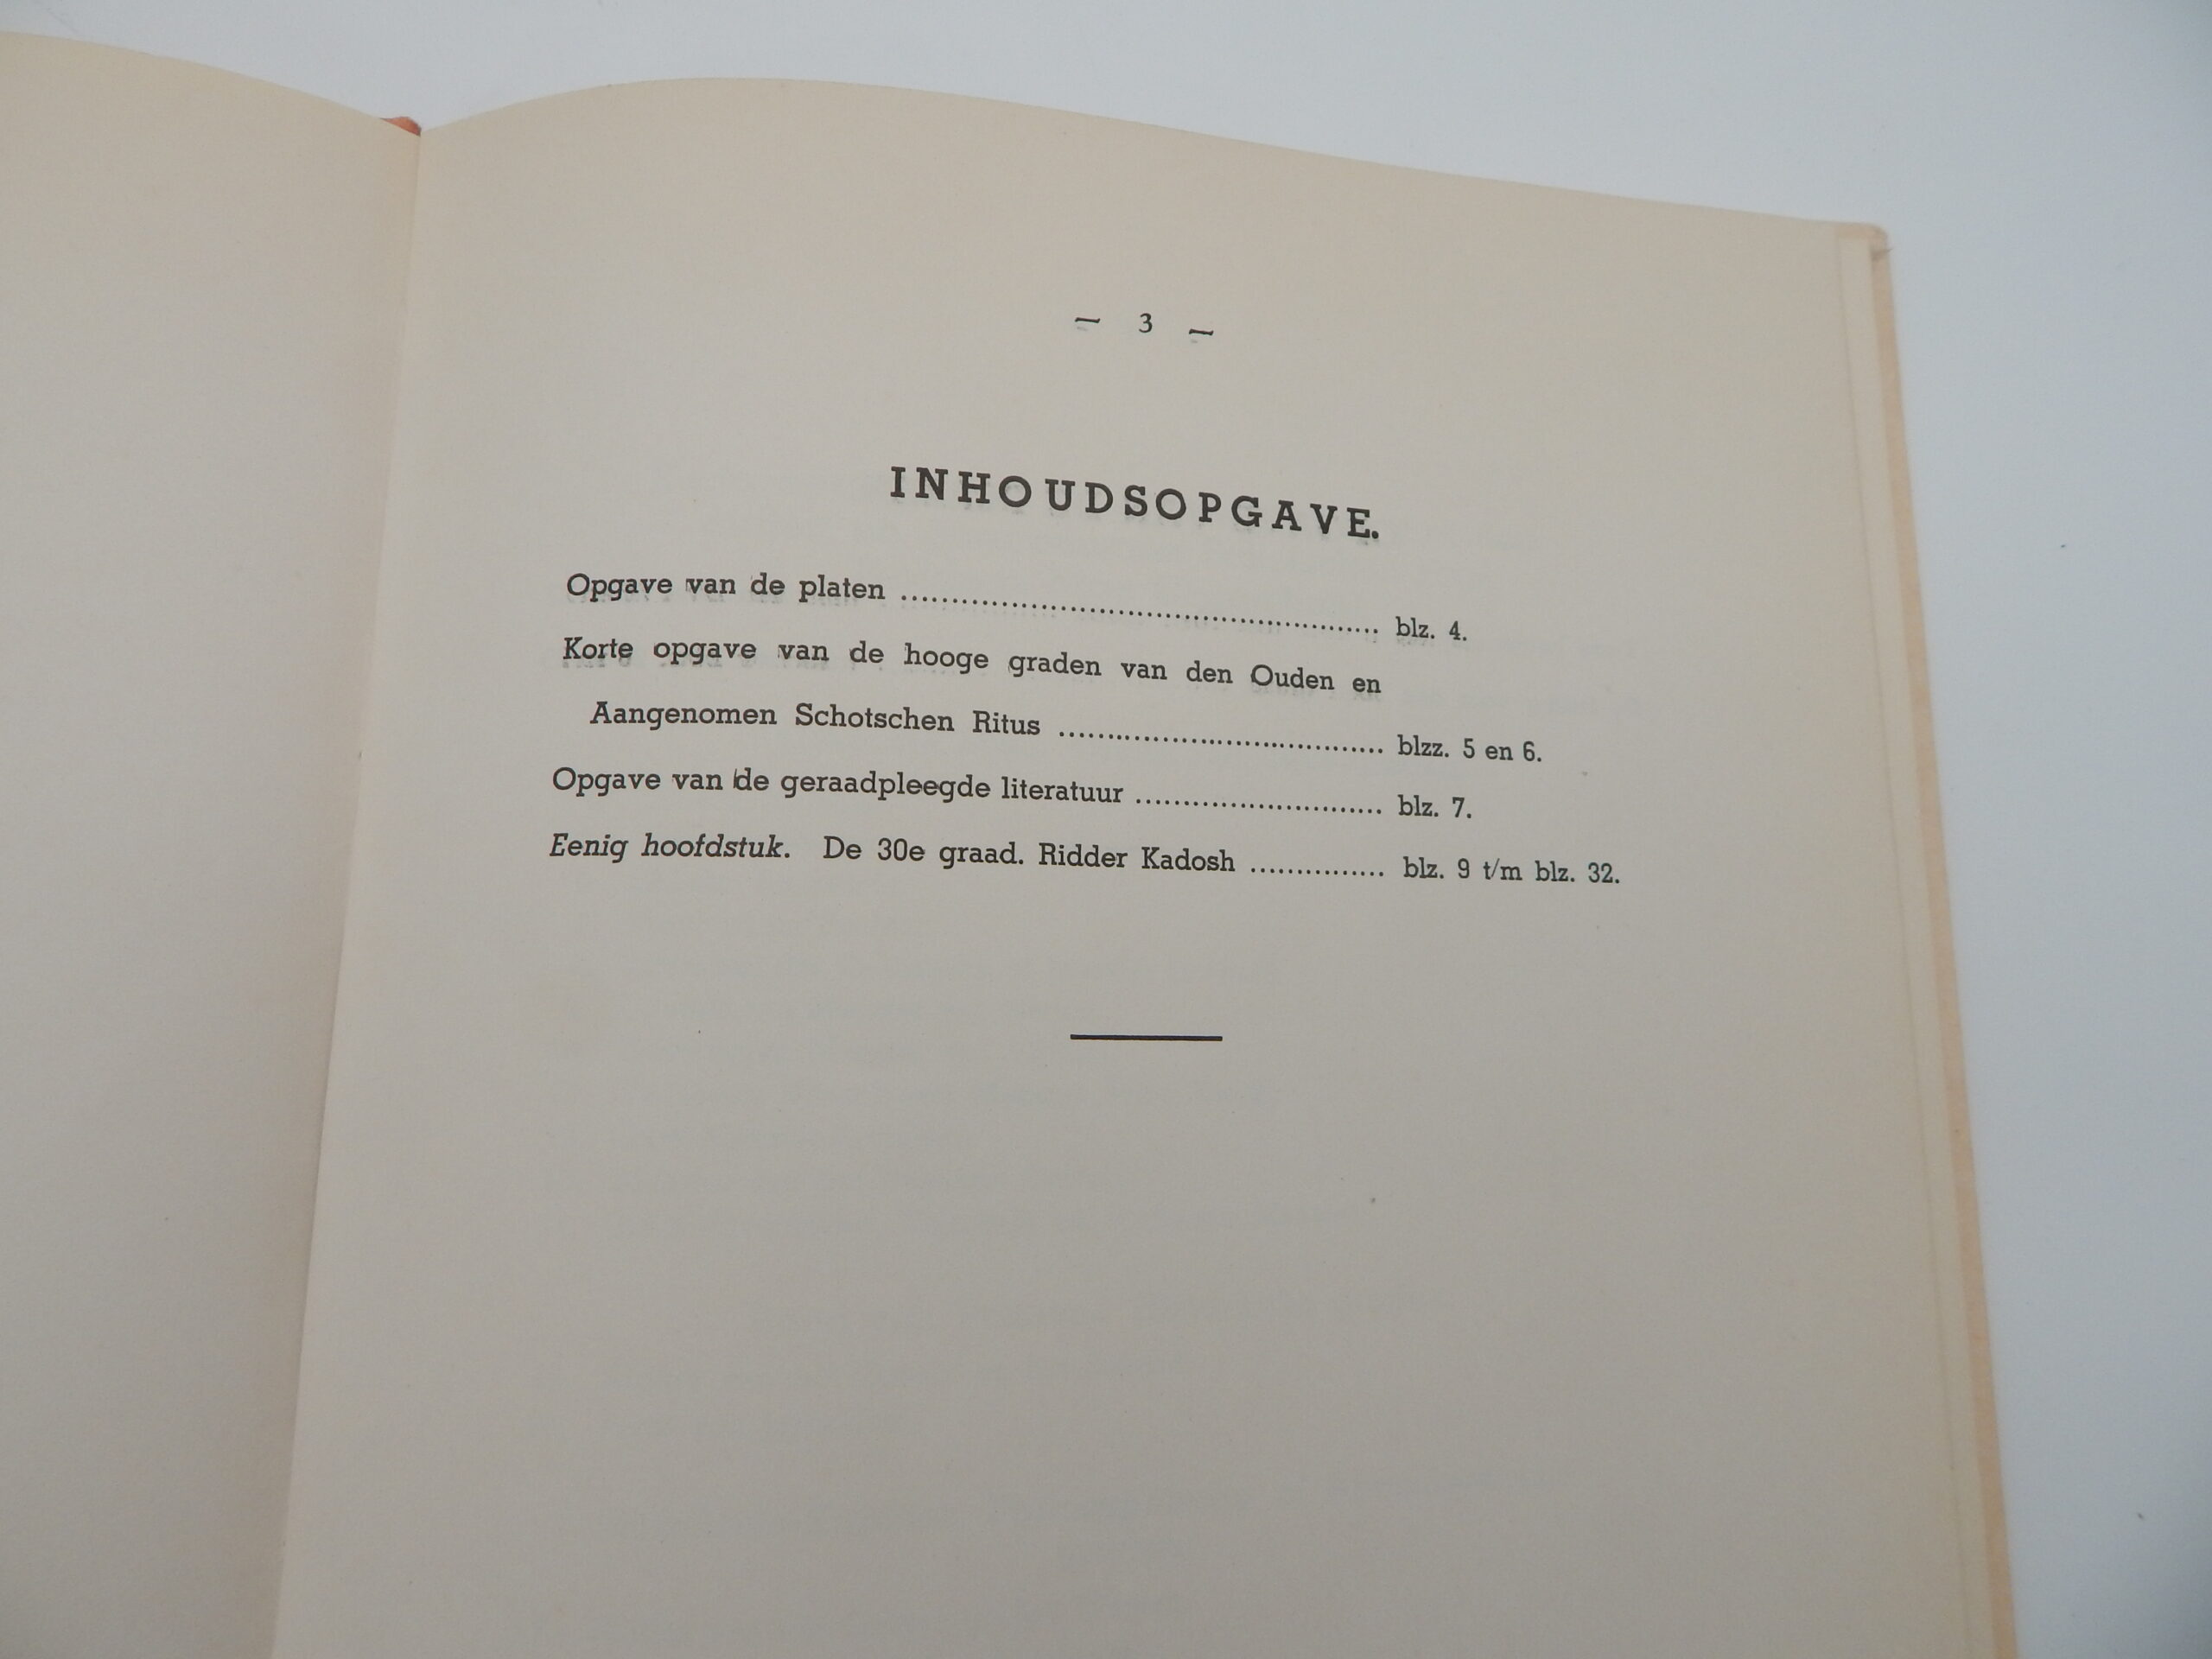 — 3 —
INHOUDSOPGAVE.
Opgave van de platen ................................................ blz. 4.
Korte opgave van de hooge graden van den Ouden en
Aangenomen Schotschen Ritus ................................. blzz. 5 en 6.
Opgave van de geraadpleegde literatuur ......................... blz. 7.
Eenig hoofdstuk. De 30e graad. Ridder Kadosh .............. blz. 9 t/m blz. 32.